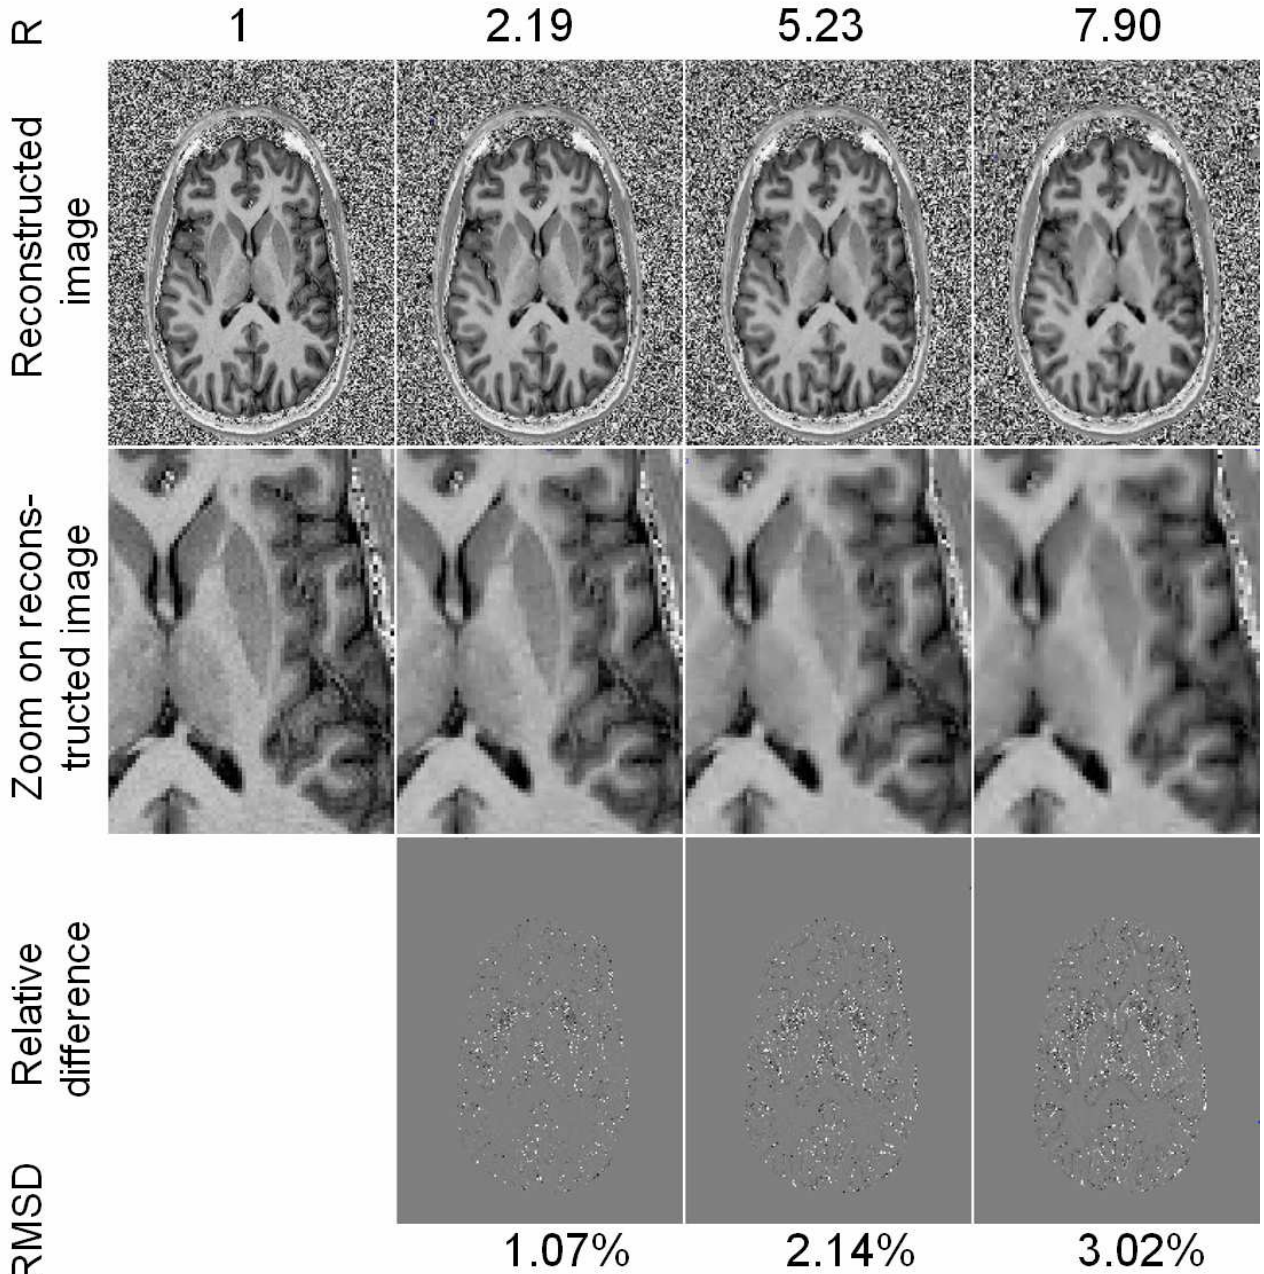 R 1 2.19 5.23 7.90
Reconstructed
image
Zoom on recons-
tructed image
Relative
difference
RMSD 1.07% 2.14% 3.02%